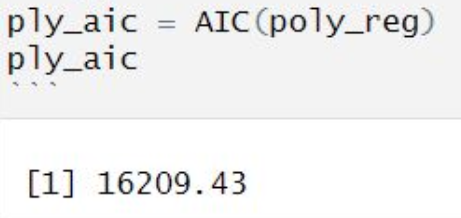 ply_aic = AIC(poly_reg)
ply_aic
```
[1] 16209.43